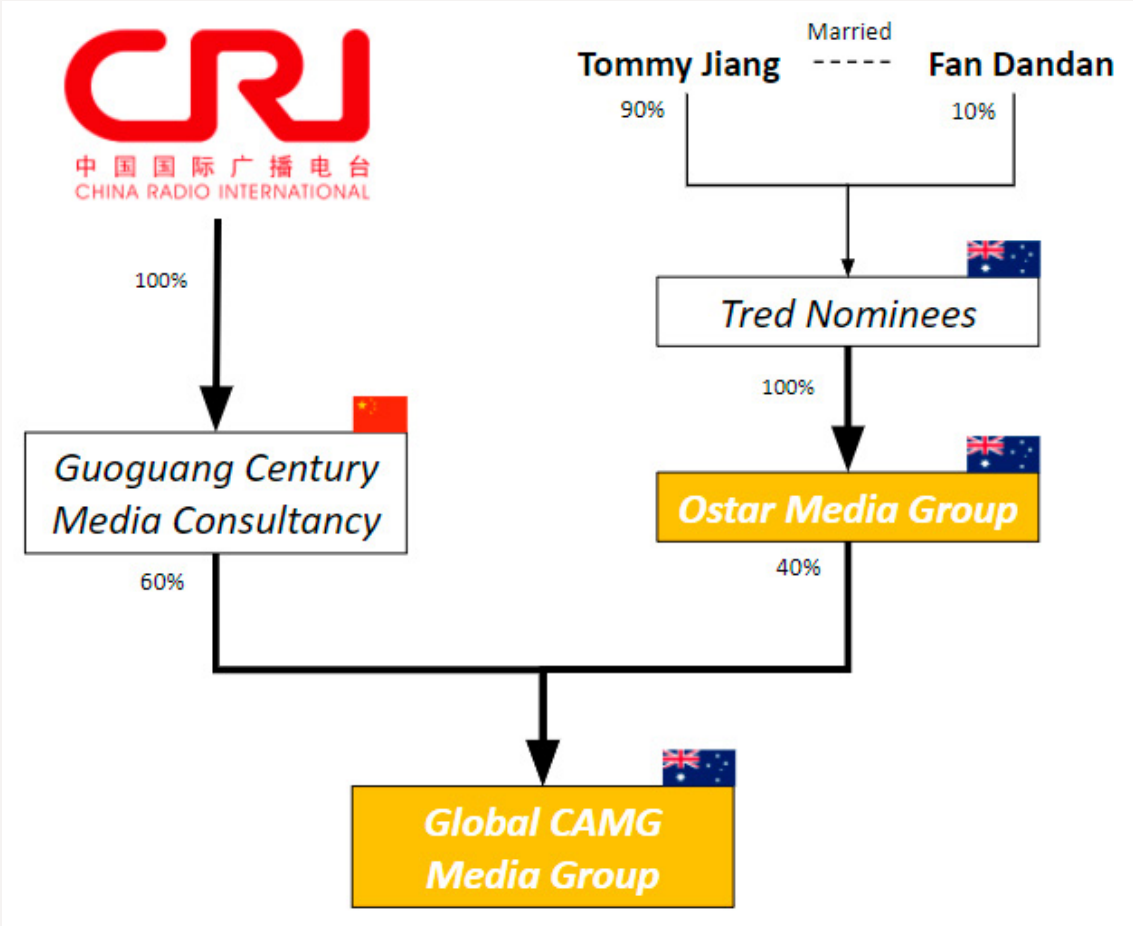 中国国际广播电台
CHINA RADIO INTERNATIONAL
100%
Guoguang Century
Media Consultancy
60%
Married
Tommy Jiang ----- Fan Dandan
90%
10%
Tred Nominees
100%
Ostar Media Group
40%
Global CAMG
Media Group